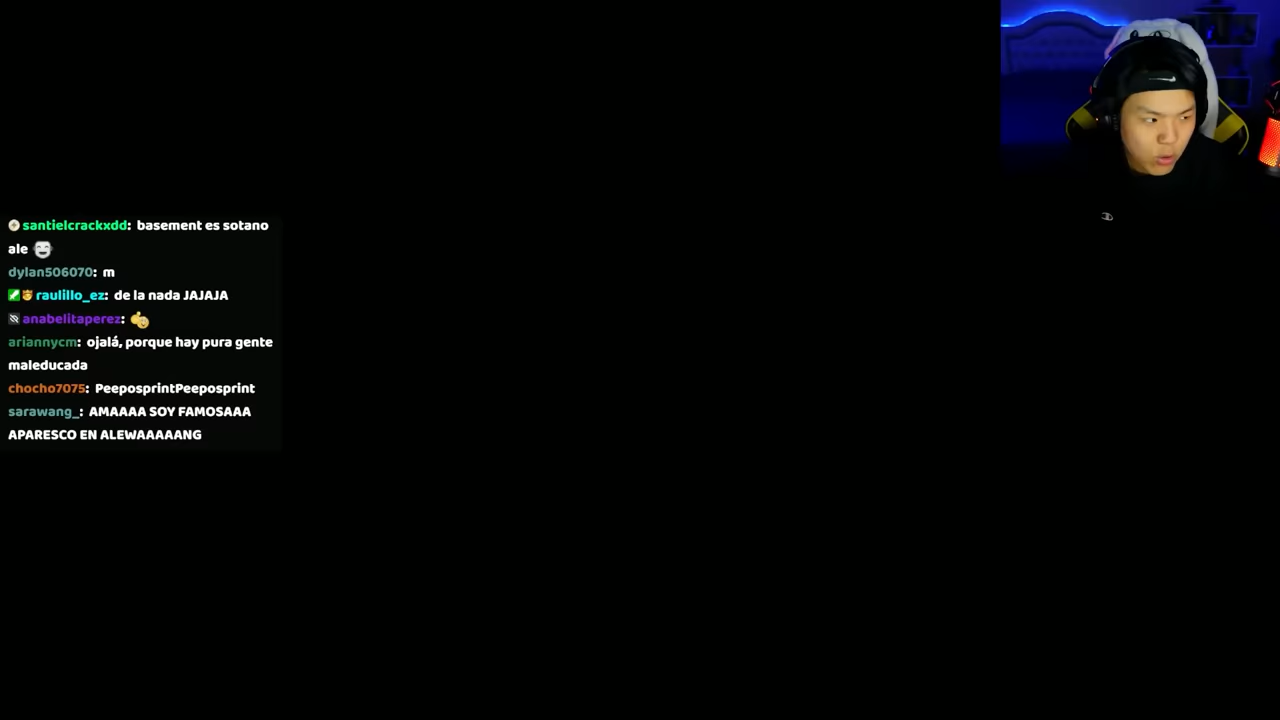 santielcrackxdd: basement es sotano
ale
dylan506070: m
raulillo_ez: de la nada JAJAJA
anabelitaperez:
ariannycm: ojalá, porque hay pura gente
maleducada
chocho7075: PeeposprintPeeposprint
sarawang_: AMAAAA SOY FAMOSAAA
APARESCO EN ALEWAAAAANG